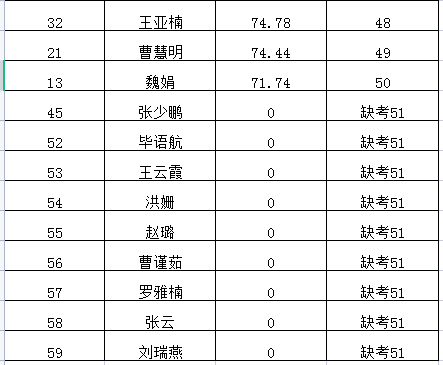 32 王亚楠 74.78 48
21 曹慧明 74.44 49
13 魏娟 71.74 50
45 张少鹏 0 缺考51
52 毕语航 0 缺考51
53 王云霞 0 缺考51
54 洪姗 0 缺考51
55 赵璐 0 缺考51
56 曹谨茹 0 缺考51
57 罗雅楠 0 缺考51
58 张云 0 缺考51
59 刘瑞燕 0 缺考51